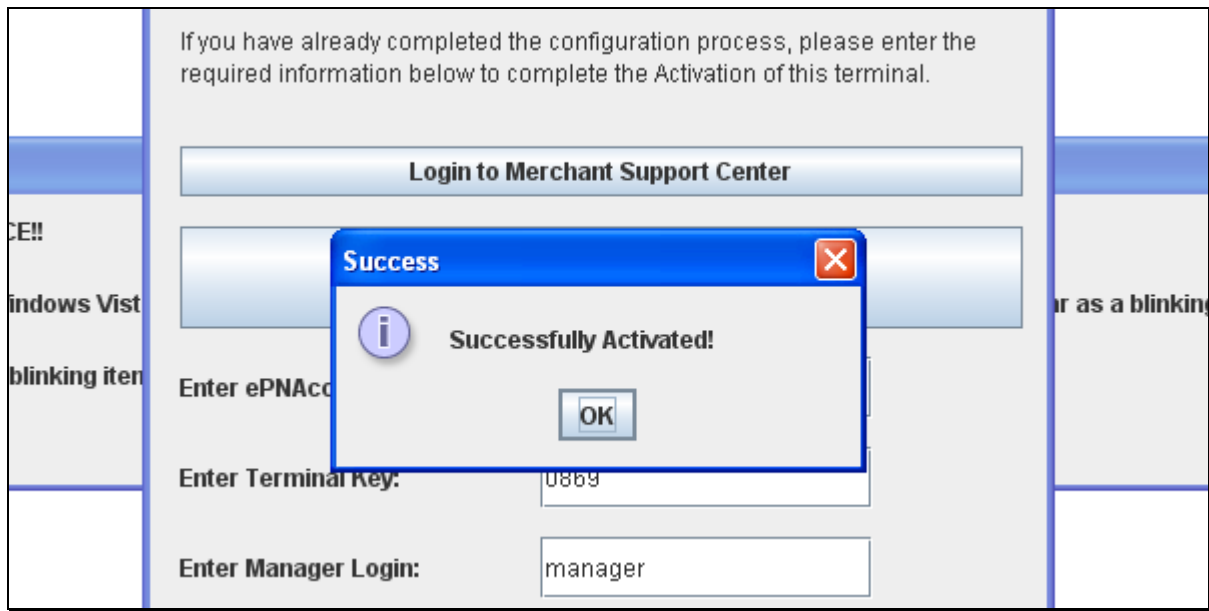 If you have already completed the configuration process, please enter the
required information below to complete the Activation of this terminal.
Login to Merchant Support Center
CE!!
Success
indows Vist
ar as a blinking
Successfully Activated!
blinking iten
Enter ePNAcc
OK
Enter Terminal Key:
0869
Enter Manager Login:
manager